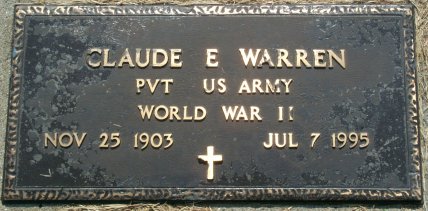 CLAUDE E WARREN
PVT US ARMY
WORLD WAR II
NOV 25 1903 JUL 7 1995